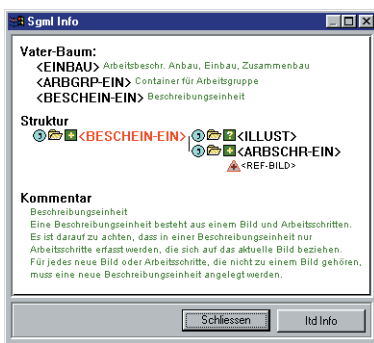 Sgml Info
Vater-Baum:
<EINBAU> Arbeitsbeschr. Anbau, Einbau, Zusammenbau
<ARBGRP-EIN> Container für Arbeitsgruppe
<BESCHEIN-EIN> Beschreibungseinheit
Struktur
<BESCHEIN-EIN> ? <ILLUST>
+ <ARBSCHR-EIN>
<REF-BILD>
Kommentar
Beschreibungseinheit
Eine Beschreibungseinheit besteht aus einem Bild und Arbeitsschritten.
Es ist darauf zu achten, dass in einer Beschreibungseinheit nur
Arbeitsschritte erfasst werden, die sich auf das aktuelle Bild beziehen.
Für jedes neue Bild oder Arbeitsschritte, die nicht zu einem Bild gehören,
muss eine neue Beschreibungseinheit angelegt werden.
Schliessen Itd Info